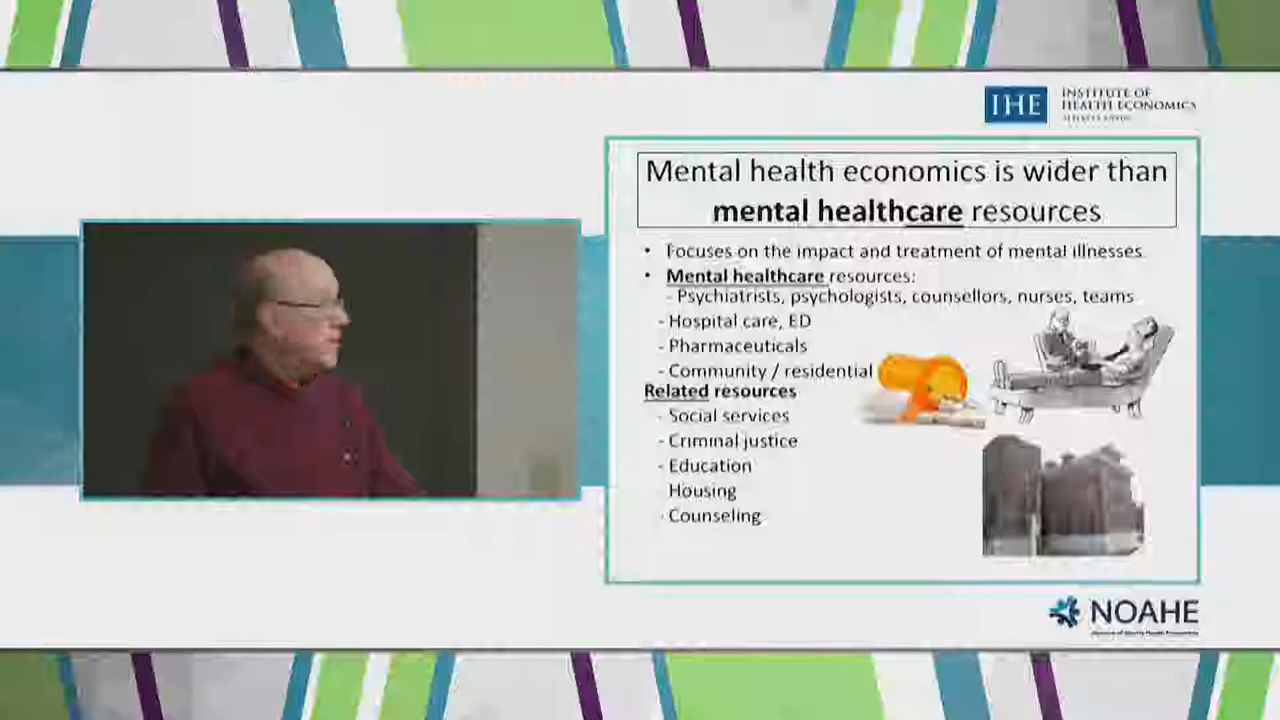 IHE
INSTITUTE OF
HEALTH ECONOMICS
Mental health economics is wider than
mental healthcare resources
• Focuses on the impact and treatment of mental illnesses
• Mental healthcare resources:
- Psychiatrists, psychologists, counsellors, nurses, teams
- Hospital care, ED
- Pharmaceuticals
- Community / residential
Related resources
- Social services
- Criminal justice
- Education
Housing
- Counseling
NOAHE